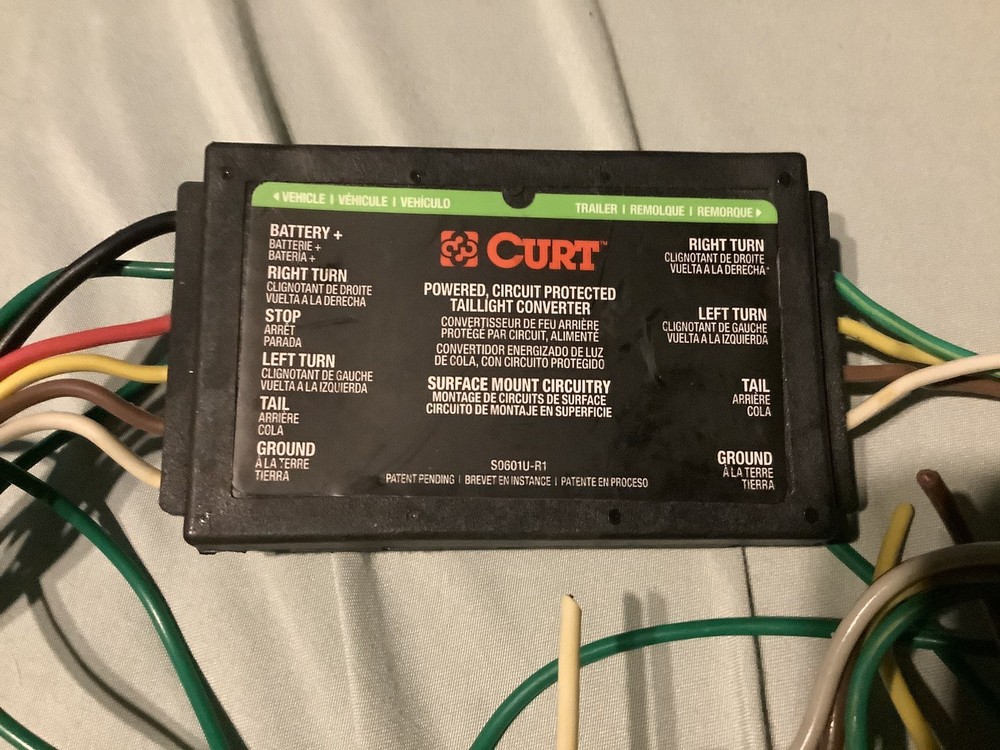 VEHICLE | VÉHICULE | VEHÍCULO
TRAILER | REMOLQUE | REMORQUE
BATTERY +
BATTERIE +
BATERÍA +
RIGHT TURN
CLIGNOTANT DE DROITE
VUELTA A LA DERECHA
STOP
ARRÊT
PARADA
LEFT TURN
CLIGNOTANT DE GAUCHE
VUELTA A LA IZQUIERDA
TAIL
ARRIÈRE
COLA
GROUND
À LA TERRE
TIERRA
CURT™
POWERED, CIRCUIT PROTECTED
TAILLIGHT CONVERTER
CONVERTISSEUR DE FEU ARRIÈRE
PROTÉGÉ PAR CIRCUIT, ALIMENTÉ
CONVERTIDOR ENERGIZADO DE LUZ
DE COLA, CON CIRCUITO PROTEGIDO
SURFACE MOUNT CIRCUITRY
MONTAGE DE CIRCUITS DE SURFACE
CIRCUITO DE MONTAJE EN SUPERFICIE
S0601U-R1
PATENT PENDING | BREVET EN INSTANCE | PATENTE EN PROCESO
RIGHT TURN
CLIGNOTANT DE DROITE
VUELTA A LA DERECHA
LEFT TURN
CLIGNOTANT DE GAUCHE
VUELTA A LA IZQUIERDA
TAIL
ARRIÈRE
COLA
GROUND
À LA TERRE
TIERRA